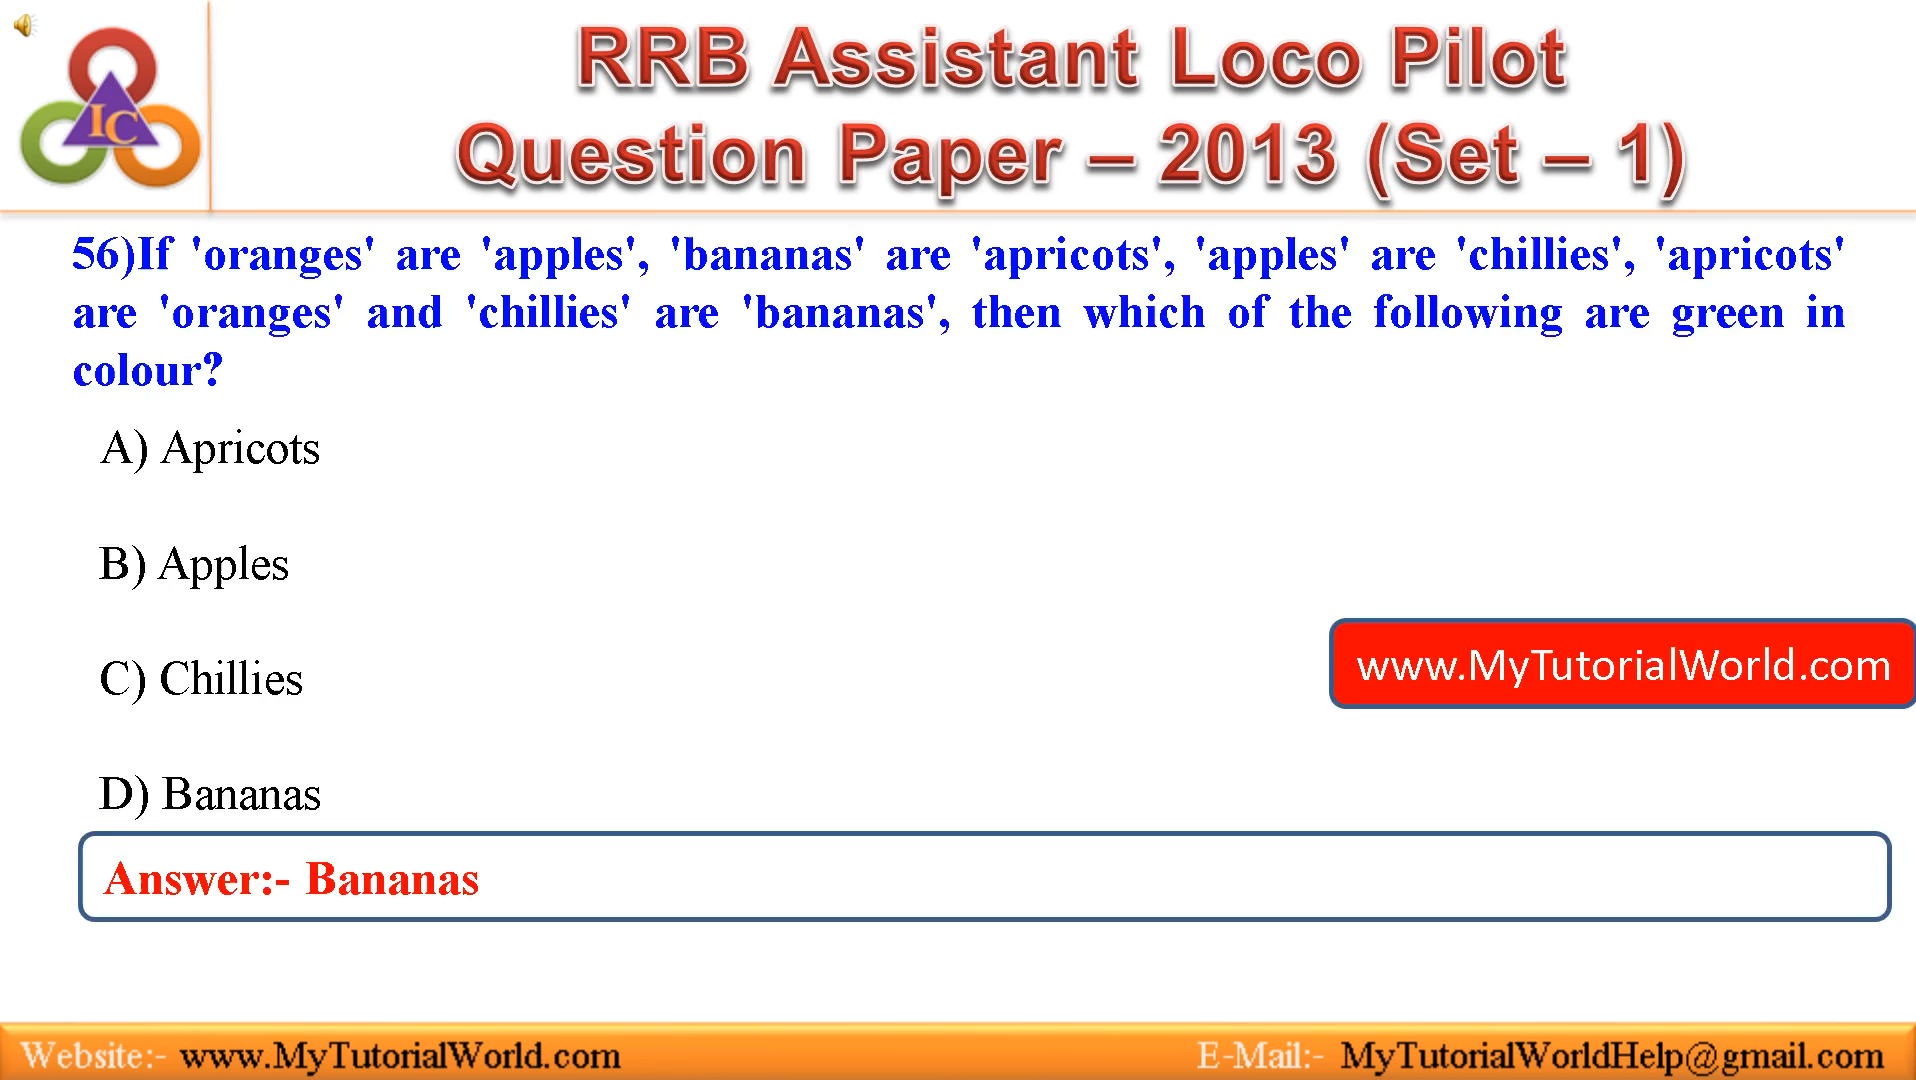 RRB Assistant Loco Pilot
Question Paper – 2013 (Set – 1)
IC
56)If 'oranges' are 'apples', 'bananas' are 'apricots', 'apples' are 'chillies', 'apricots'
are 'oranges' and 'chillies' are 'bananas', then which of the following are green in
colour?
A) Apricots
B) Apples
C) Chillies
www.MyTutorialWorld.com
D) Bananas
Answer:- Bananas
Website:- www.MyTutorialWorld.com
E-Mail:- MyTutorialWorldHelp@gmail.com